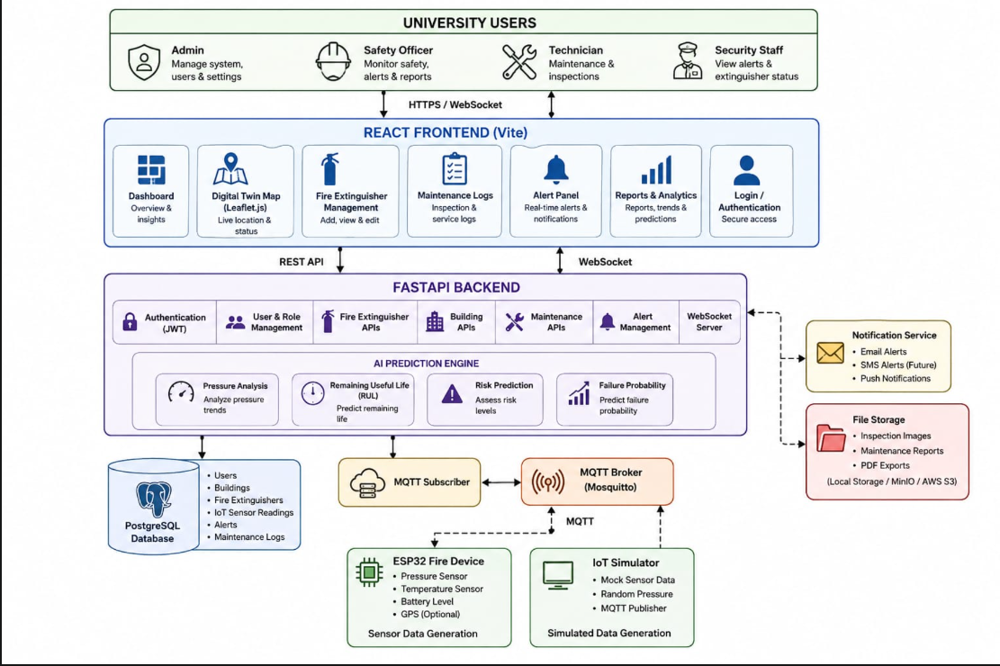 UNIVERSITY USERS
Admin
Manage system,
users & settings
Safety Officer
Monitor safety,
alerts & reports
Technician
Maintenance &
inspections
Security Staff
View alerts &
extinguisher status
HTTPS / WebSocket
REACT FRONTEND (Vite)
Dashboard
Overview &
insights
Digital Twin Map
(Leaflet.js)
Live location &
status
Fire Extinguisher
Management
Add, view & edit
Maintenance Logs
Inspection &
service logs
Alert Panel
Real-time alerts &
notifications
Reports & Analytics
Reports, trends &
predictions
Login /
Authentication
Secure access
REST API
WebSocket
FASTAPI BACKEND
Authentication
(JWT)
User & Role
Management
Fire Extinguisher
APIs
Building
APIs
Maintenance
APIs
Alert
Management
WebSocket
Server
AI PREDICTION ENGINE
Pressure Analysis
Analyze pressure
trends
Remaining Useful Life
(RUL)
Predict remaining
life
Risk Prediction
Assess risk
levels
Failure Probability
Predict failure
probability
Notification Service
• Email Alerts
• SMS Alerts (Future)
• Push Notifications
File Storage
• Inspection Images
• Maintenance Reports
• PDF Exports
(Local Storage / MinIO / AWS S3)
PostgreSQL
Database
• Users
• Buildings
• Fire Extinguishers
• IoT Sensor Readings
• Alerts
• Maintenance Logs
MQTT Subscriber
MQTT Broker
(Mosquitto)
MQTT
ESP32 Fire Device
• Pressure Sensor
• Temperature Sensor
• Battery Level
• GPS (Optional)
Sensor Data Generation
IoT Simulator
• Mock Sensor Data
• Random Pressure
• MQTT Publisher
Simulated Data Generation